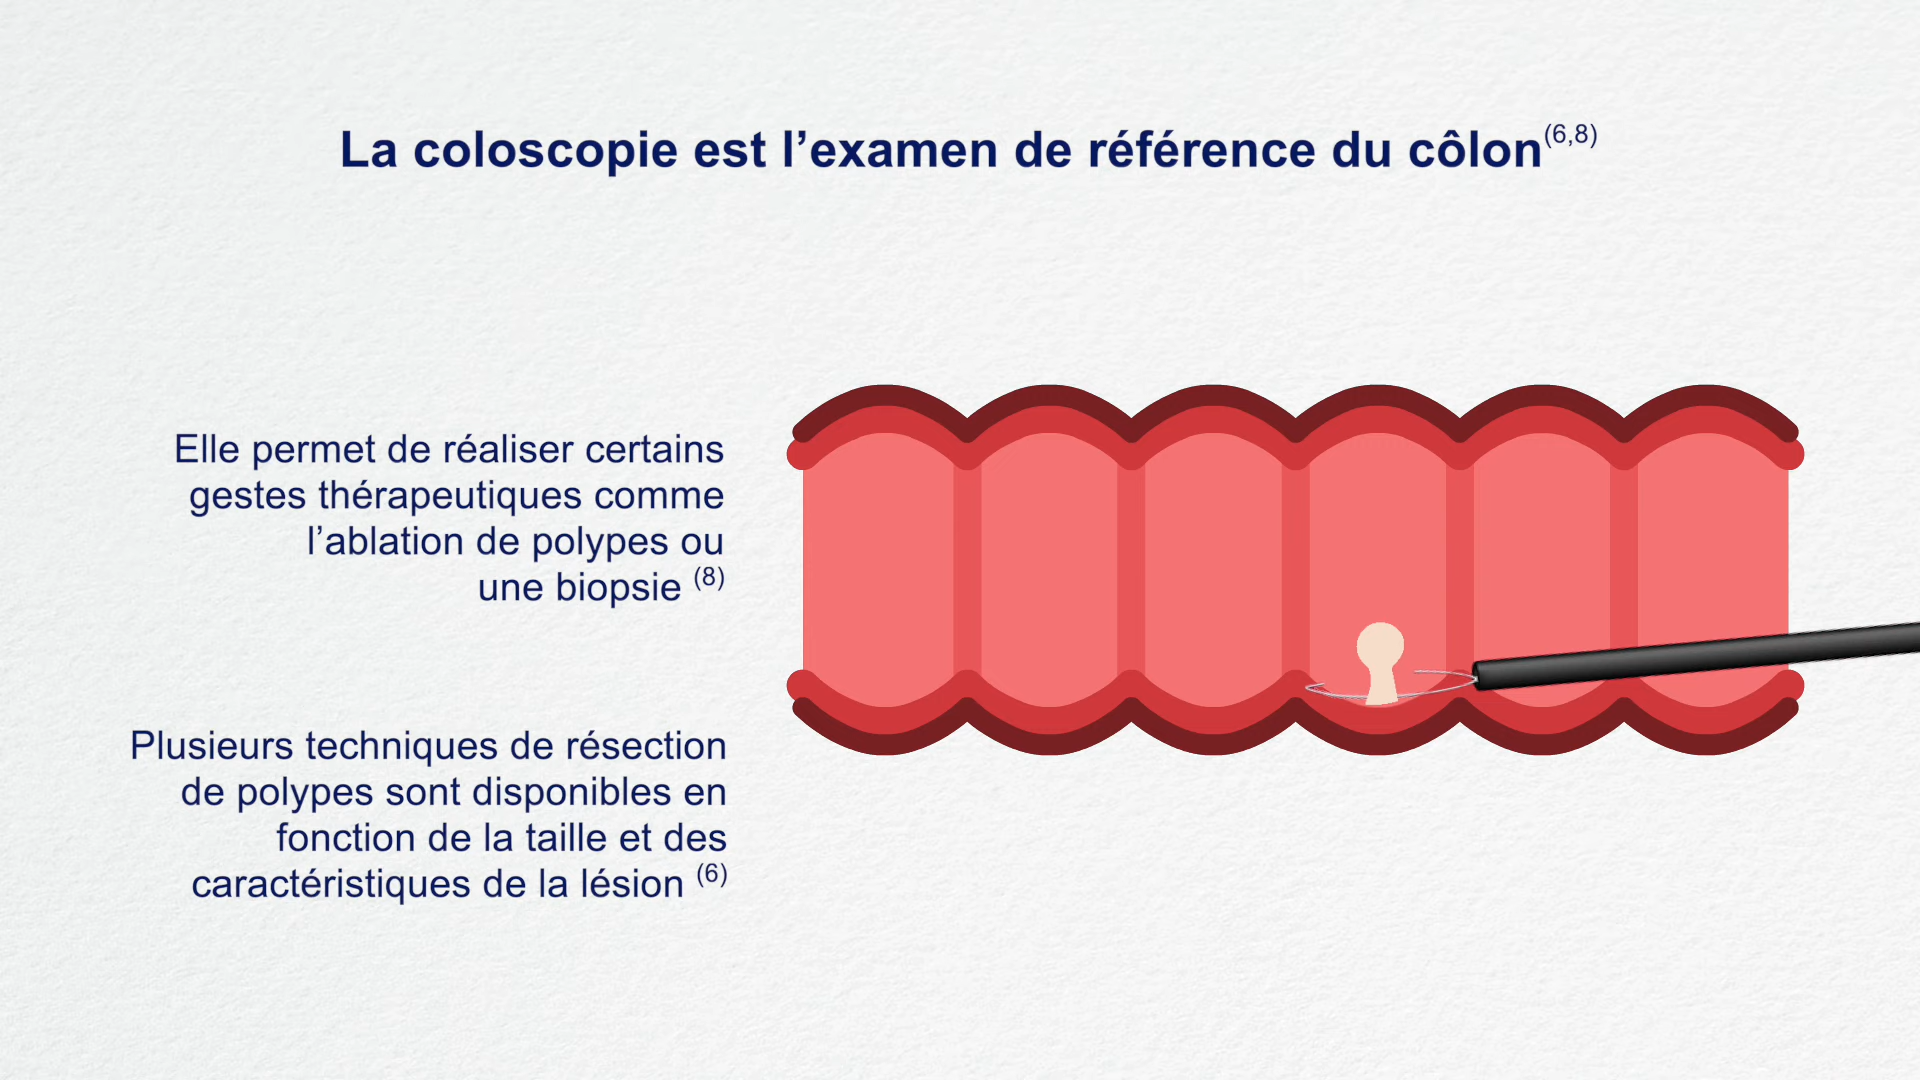 La coloscopie est l’examen de référence du côlon(6,8)
Elle permet de réaliser certains
gestes thérapeutiques comme
l’ablation de polypes ou
une biopsie (8)
Plusieurs techniques de résection
de polypes sont disponibles en
fonction de la taille et des
caractéristiques de la lésion (6)